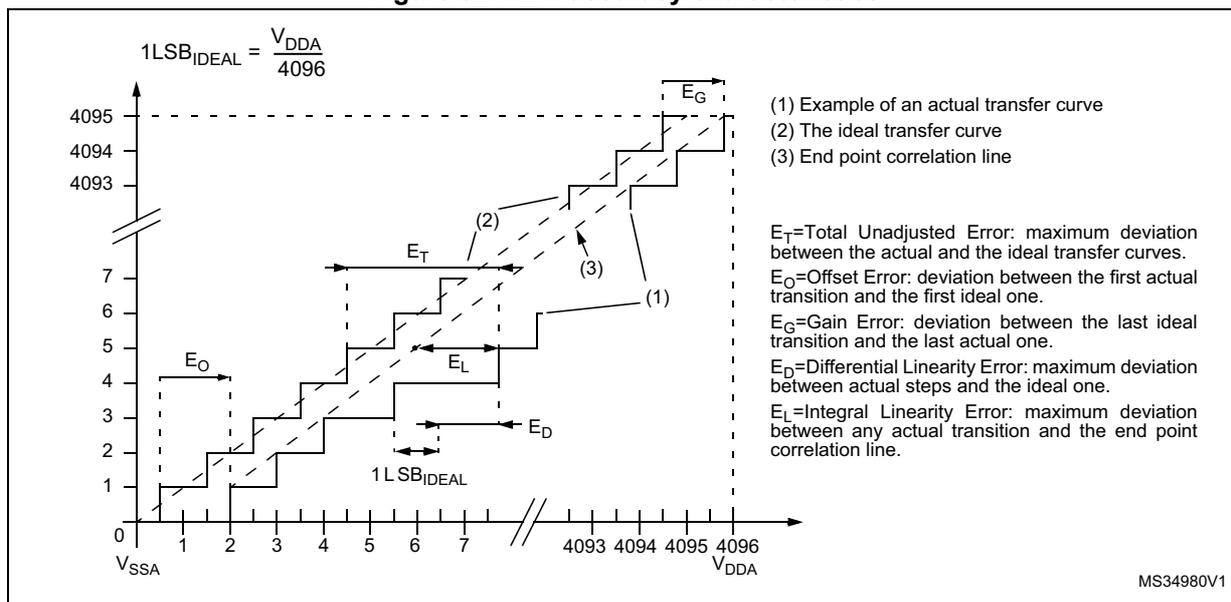 1LSB_IDEAL = V_DDA / 4096
E_G
4095
4094
4093
(1) Example of an actual transfer curve
(2) The ideal transfer curve
(3) End point correlation line
(2)
(3)
(1)
E_T
7
6
5
4
3
2
1
0
E_O
E_L
E_D
1 LSB_IDEAL
E_T=Total Unadjusted Error: maximum deviation
between the actual and the ideal transfer curves.
E_O=Offset Error: deviation between the first actual
transition and the first ideal one.
E_G=Gain Error: deviation between the last ideal
transition and the last actual one.
E_D=Differential Linearity Error: maximum deviation
between actual steps and the ideal one.
E_L=Integral Linearity Error: maximum deviation
between any actual transition and the end point
correlation line.
1 2 3 4 5 6 7 4093 4094 4095 4096
V_SSA
V_DDA
MS34980V1